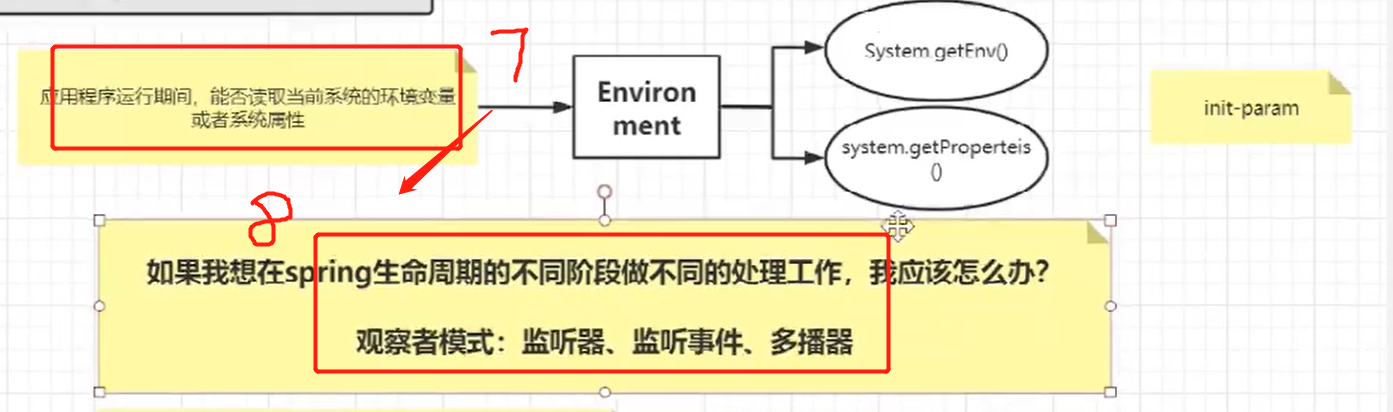 7
应用程序运行期间，能否读取当前系统的环境变量
或者系统属性
Environ
ment
System.getEnv()
system.getProperteis
()
init-param
8
如果我想在spring生命周期的不同阶段做不同的处理工作，我应该怎么办？
观察者模式：监听器、监听事件、多播器